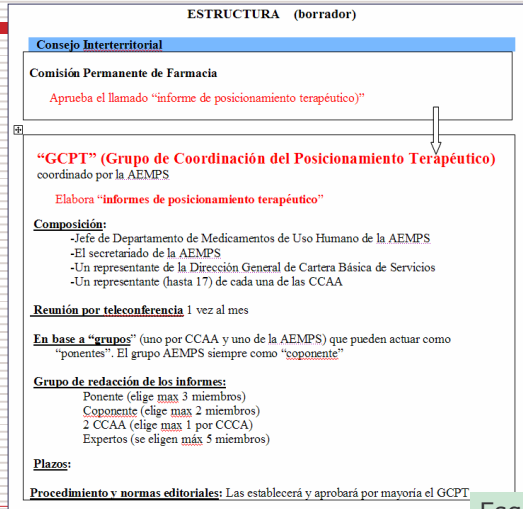 ESTRUCTURA (borrador)
Consejo Interterritorial
Comisión Permanente de Farmacia
Aprueba el llamado “informe de posicionamiento terapéutico)”
“GCPT” (Grupo de Coordinación del Posicionamiento Terapéutico)
coordinado por la AEMPS
Elabora “informes de posicionamiento terapéutico”
Composición:
-Jefe de Departamento de Medicamentos de Uso Humano de la AEMPS
-El secretariado de la AEMPS
-Un representante de la Dirección General de Cartera Básica de Servicios
-Un representante (hasta 17) de cada una de las CCAA
Reunión por teleconferencia 1 vez al mes
En base a “grupos” (uno por CCAA y uno de la AEMPS) que pueden actuar como
“ponentes”. El grupo AEMPS siempre como “coponente”
Grupo de redacción de los informes:
Ponente (elige max 3 miembros)
Coponente (elige max 2 miembros)
2 CCAA (elige max 1 por CCCA)
Expertos (se eligen máx 5 miembros)
Plazos:
Procedimiento y normas editoriales: Las establecerá y aprobará por mayoría el GCPT